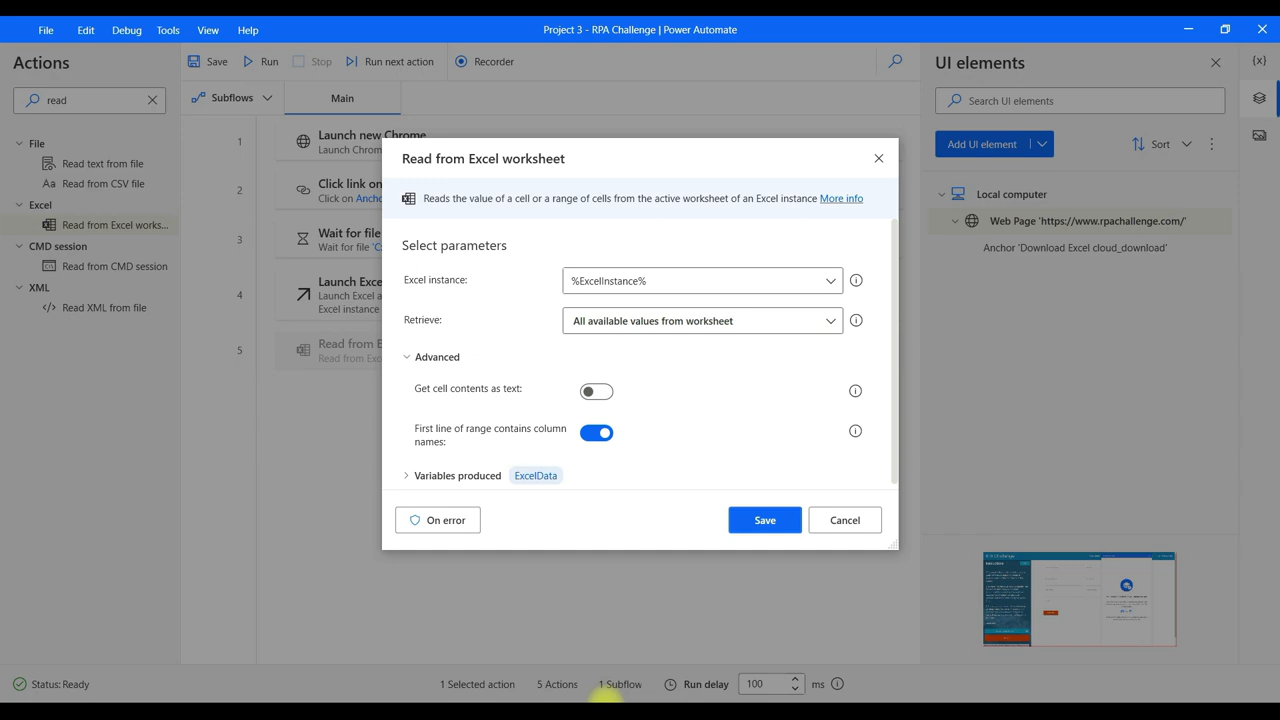 File Edit Debug Tools View Help
Project 3 - RPA Challenge | Power Automate
Actions
read
File
Read text from file
Aa Read from CSV file
Excel
Read from Excel works...
CMD session
Read from CMD session
XML
Read XML from file
Save Run Stop Run next action Recorder
Subflows Main
1 Launch new Chrome
Launch Chrom
2 Click link on
Click on Ancho
3 Wait for file
Wait for file 'C:
4 Launch Exce
Launch Excel a
Excel instance
5 Read from E
Read from Exc
Read from Excel worksheet
Reads the value of a cell or a range of cells from the active worksheet of an Excel instance More info
Select parameters
Excel instance: %ExcelInstance%
Retrieve: All available values from worksheet
Advanced
Get cell contents as text:
First line of range contains column
names:
Variables produced ExcelData
On error Save Cancel
UI elements
{x}
Search UI elements
Add UI element Sort
Local computer
Web Page 'https://www.rpachallenge.com/'
Anchor 'Download Excel cloud_download'
Status: Ready 1 Selected action 5 Actions 1 Subflow Run delay 100 ms